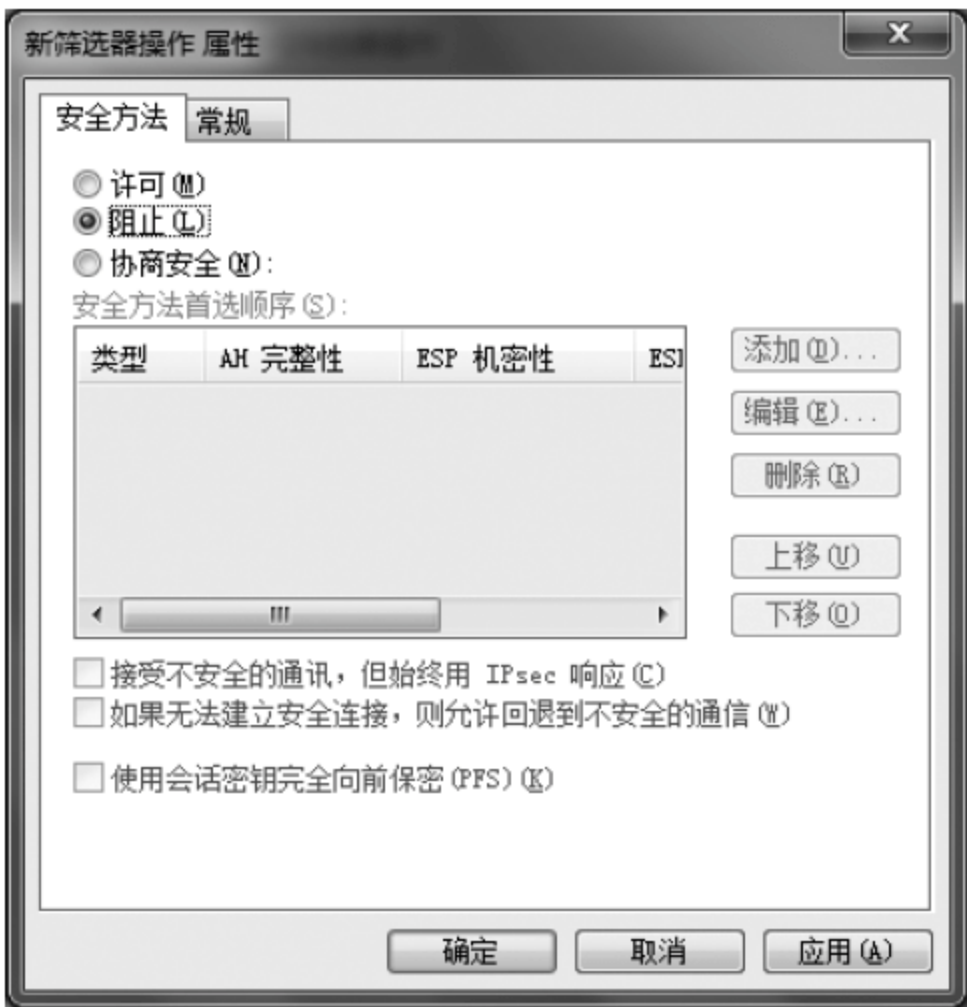 新筛选器操作 属性
安全方法 常规
许可(M)
阻止(L)
协商安全(N):
安全方法首选顺序(S):
类型 AH 完整性 ESP 机密性 ESI
添加(D)...
编辑(E)...
删除(R)
上移(U)
下移(O)
接受不安全的通讯，但始终用 IPsec 响应(C)
如果无法建立安全连接，则允许回退到不安全的通信(W)
使用会话密钥完全向前保密(PFS)(K)
确定 取消 应用(A)